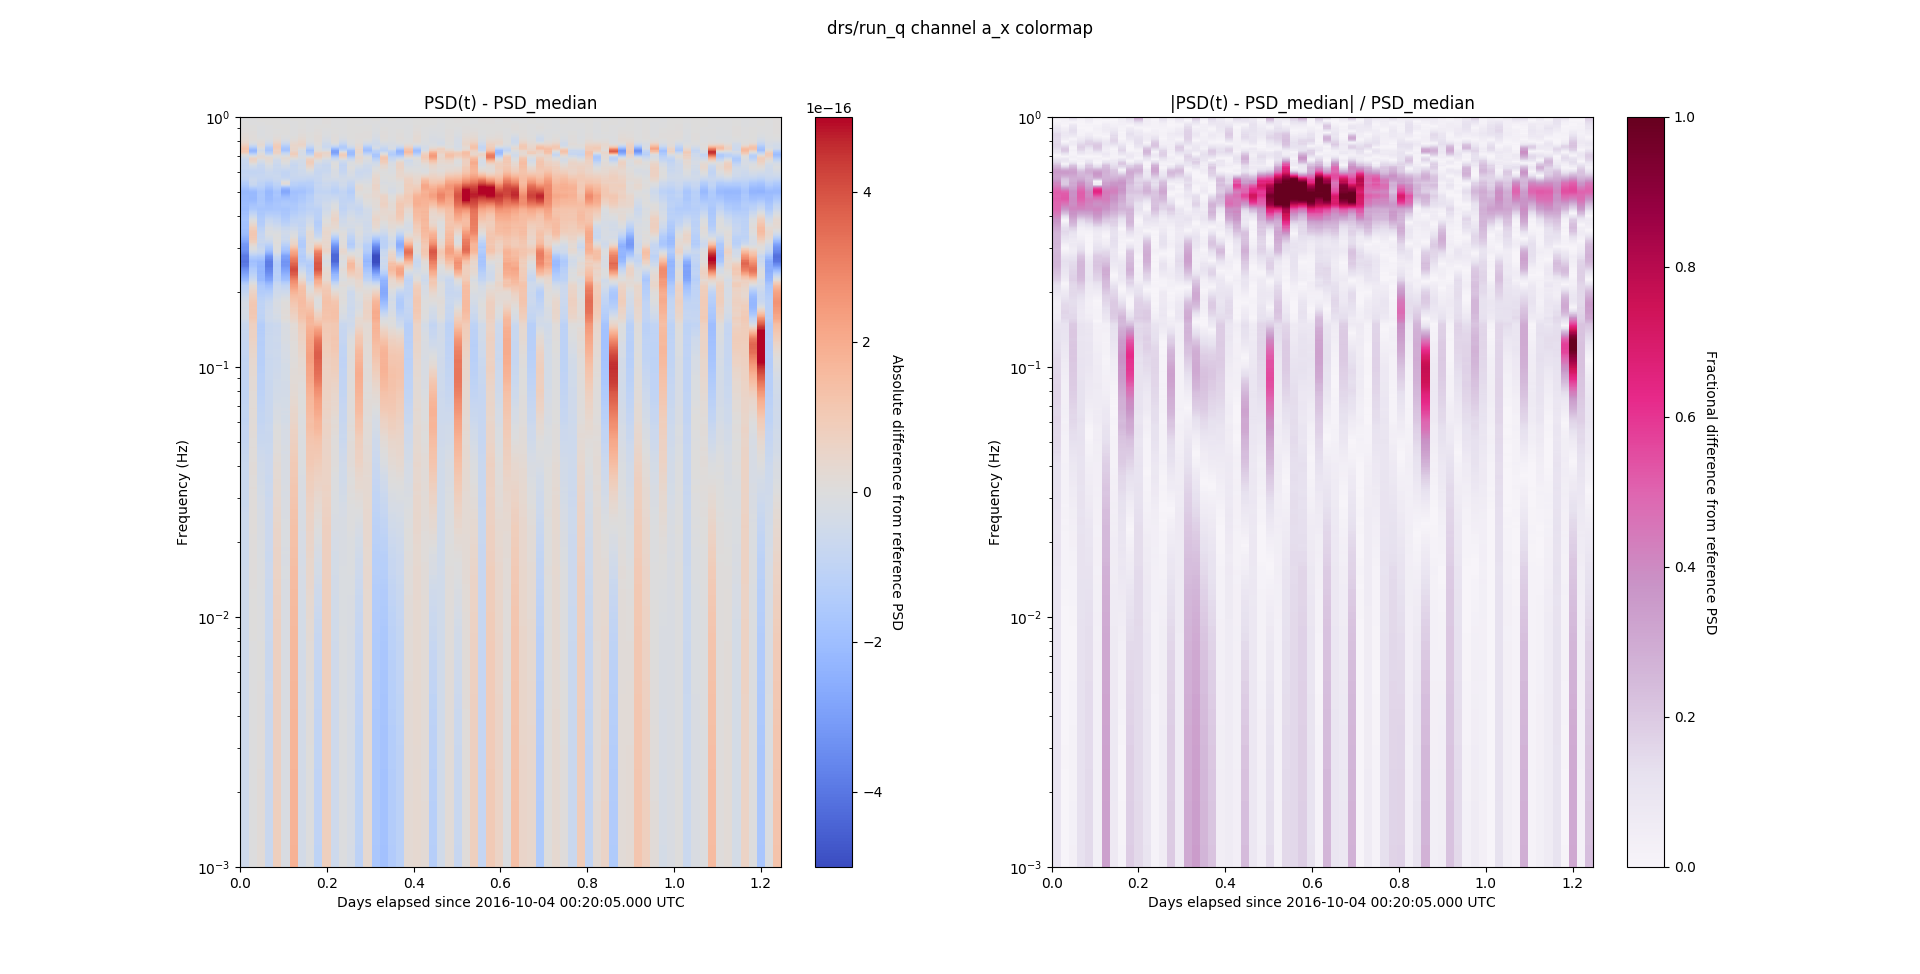 drs/run_q channel a_x colormap
PSD(t) - PSD_median
1e−16
10⁰
10⁻¹
10⁻²
10⁻³
Frequency (Hz)
0.0 0.2 0.4 0.6 0.8 1.0 1.2
Days elapsed since 2016-10-04 00:20:05.000 UTC
4
2
0
−2
−4
Absolute difference from reference PSD
|PSD(t) - PSD_median| / PSD_median
10⁰
10⁻¹
10⁻²
10⁻³
Frequency (Hz)
0.0 0.2 0.4 0.6 0.8 1.0 1.2
Days elapsed since 2016-10-04 00:20:05.000 UTC
1.0
0.8
0.6
0.4
0.2
0.0
Fractional difference from reference PSD